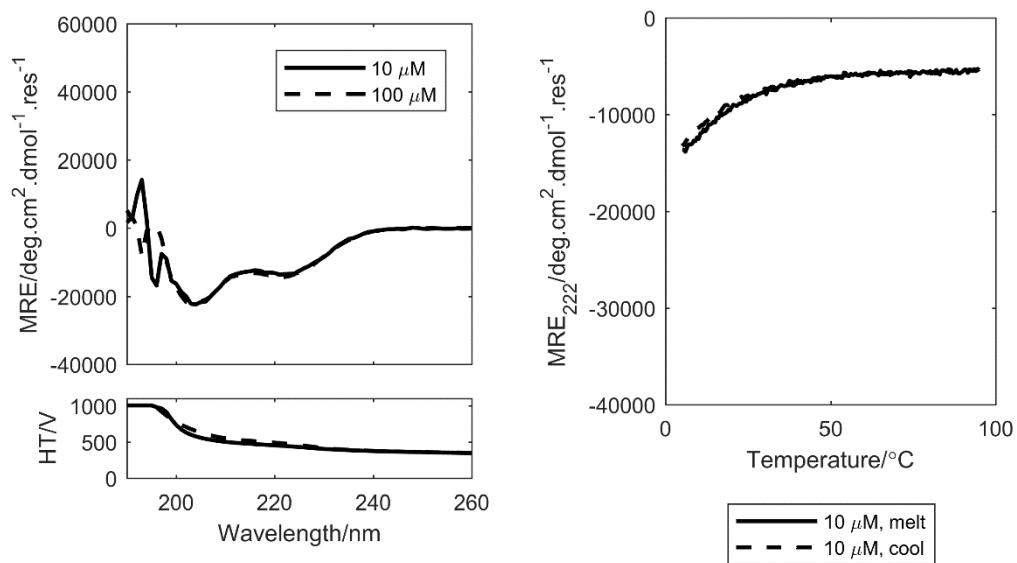 60000
40000
20000
0
-20000
-40000
MRE/deg.cm².dmol⁻¹.res⁻¹
10 μM
100 μM
1000
500
0
HT/V
200
220
240
260
Wavelength/nm
0
-10000
-20000
-30000
-40000
MRE₂₂₂/deg.cm².dmol⁻¹.res⁻¹
0
50
100
Temperature/°C
10 μM, melt
10 μM, cool